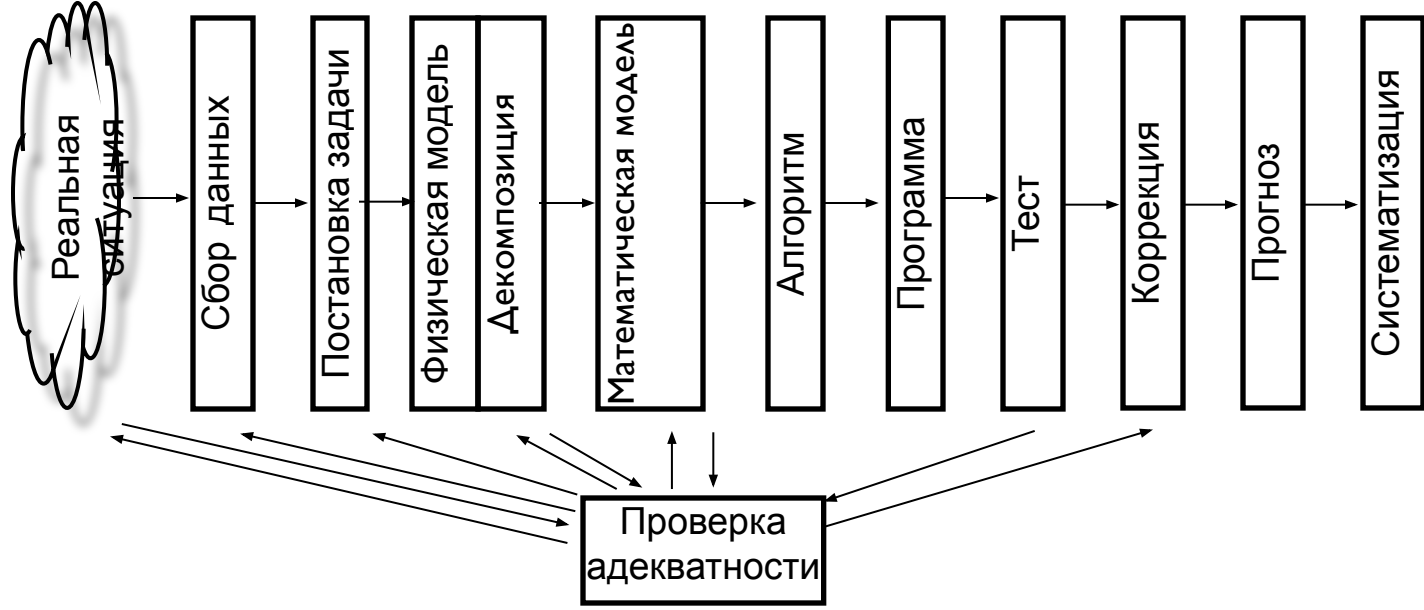 Реальная
ситуация
Сбор данных
Постановка задачи
Физическая модель
Декомпозиция
Математическая модель
Алгоритм
Программа
Тест
Коррекция
Прогноз
Систематизация
Проверка
адекватности